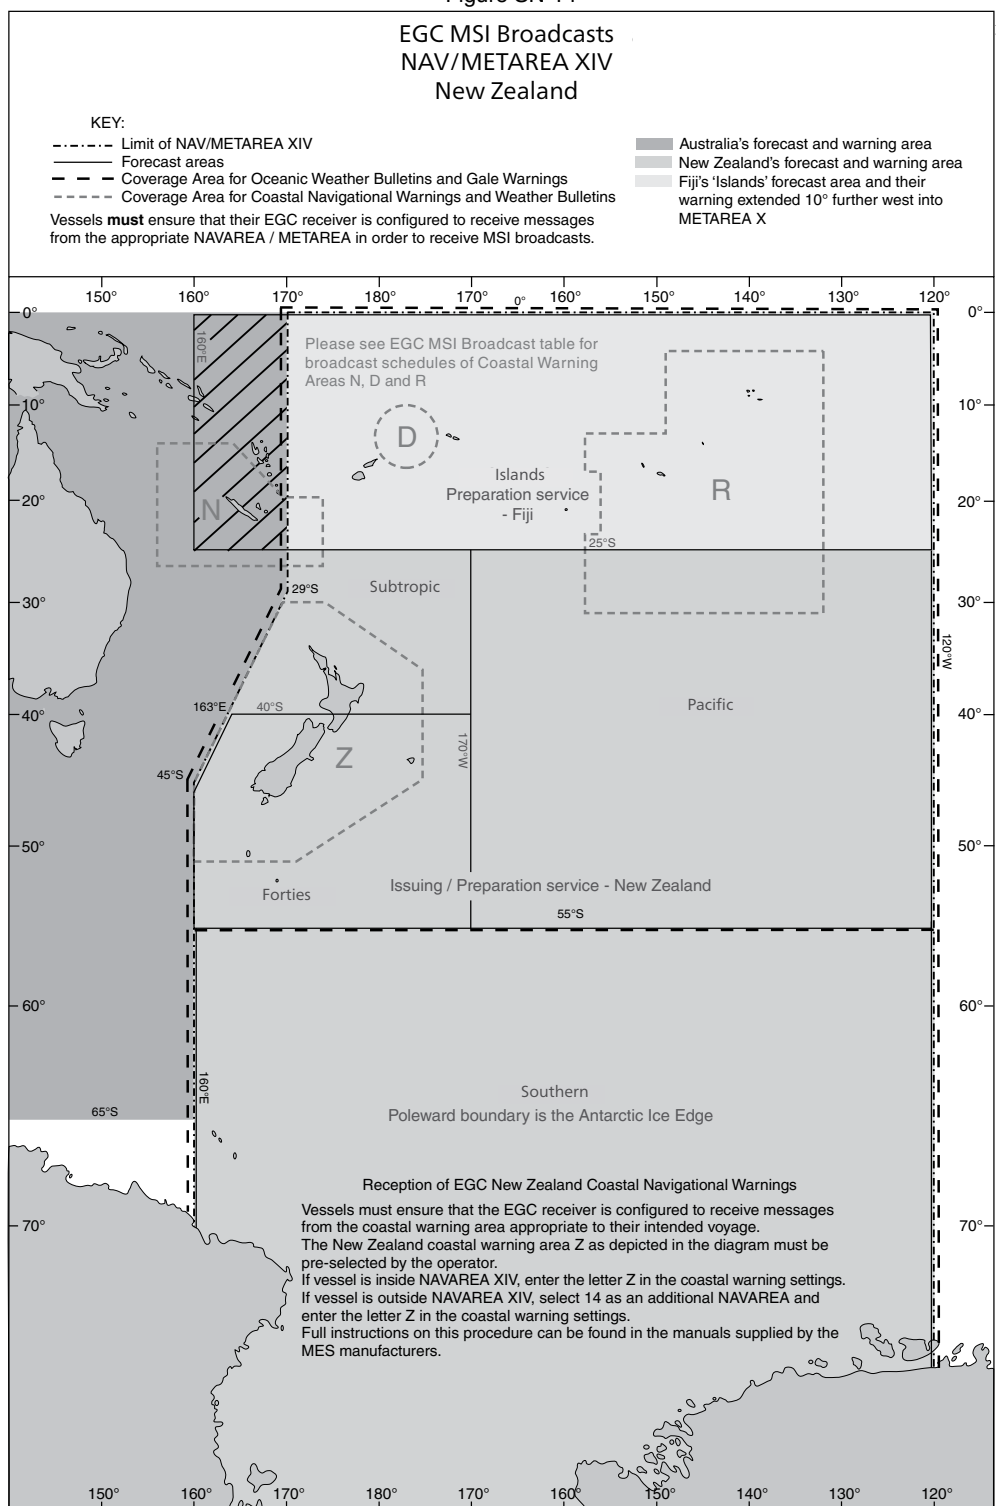 EGC MSI Broadcasts
NAV/METAREA XIV
New Zealand
KEY:
Limit of NAV/METAREA XIV
Forecast areas
Coverage Area for Oceanic Weather Bulletins and Gale Warnings
Coverage Area for Coastal Navigational Warnings and Weather Bulletins
Vessels must ensure that their EGC receiver is configured to receive messages
from the appropriate NAVAREA / METAREA in order to receive MSI broadcasts.
Australia's forecast and warning area
New Zealand's forecast and warning area
Fiji's 'Islands' forecast area and their
warning extended 10° further west into
METAREA X
150° 160° 170° 180° 170° 0° 160° 150° 140° 130° 120°
0° 0°
160°E
Please see EGC MSI Broadcast table for
broadcast schedules of Coastal Warning
Areas N, D and R
10° 10°
D
Islands
Preparation service
- Fiji
R
20° 20°
N
25°S
29°S
Subtropic
30° 30°
120°W
163°E 40°S
Pacific
40° 40°
170°W
Z
45°S
50° 50°
Forties
Issuing / Preparation service - New Zealand
55°S
60° 60°
160°E
65°S
Southern
Poleward boundary is the Antarctic Ice Edge
Reception of EGC New Zealand Coastal Navigational Warnings
Vessels must ensure that the EGC receiver is configured to receive messages
from the coastal warning area appropriate to their intended voyage.
The New Zealand coastal warning area Z as depicted in the diagram must be
pre-selected by the operator.
If vessel is inside NAVAREA XIV, enter the letter Z in the coastal warning settings.
If vessel is outside NAVAREA XIV, select 14 as an additional NAVAREA and
enter the letter Z in the coastal warning settings.
Full instructions on this procedure can be found in the manuals supplied by the
MES manufacturers.
70° 70°
150° 160° 170° 180° 170° 160° 150° 140° 130° 120°